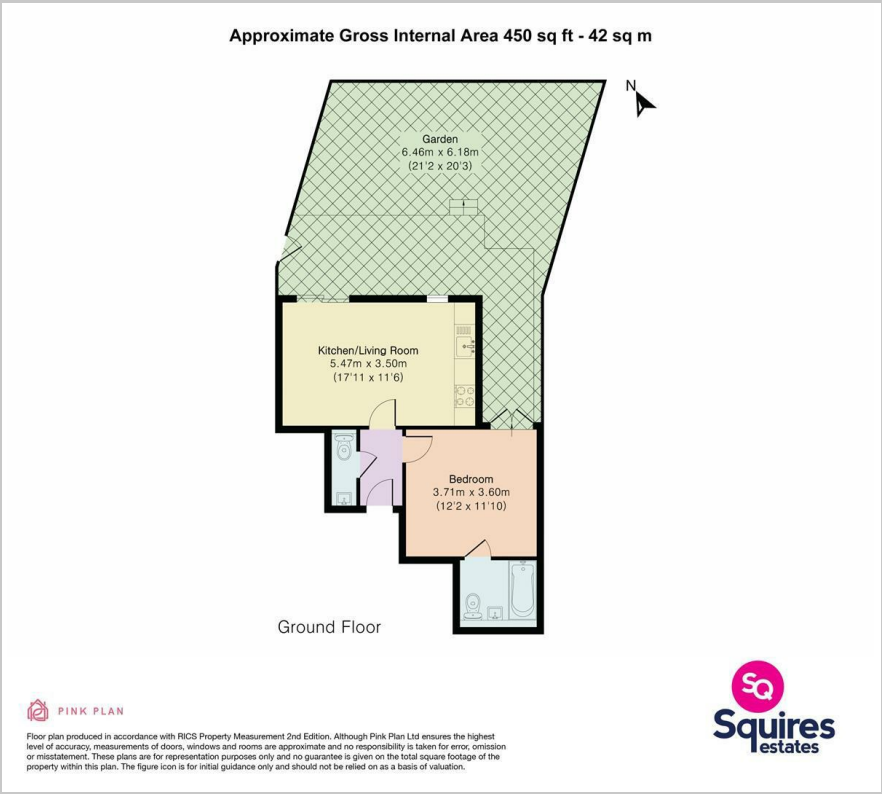 Approximate Gross Internal Area 450 sq ft - 42 sq m
N
Garden
6.46m x 6.18m
(21'2 x 20'3)
Kitchen/Living Room
5.47m x 3.50m
(17'11 x 11'6)
Bedroom
3.71m x 3.60m
(12'2 x 11'10)
Ground Floor
PINK PLAN
Floor plan produced in accordance with RICS Property Measurement 2nd Edition. Although Pink Plan Ltd ensures the highest
level of accuracy, measurements of doors, windows and rooms are approximate and no responsibility is taken for error, omission
or misstatement. These plans are for representation purposes only and no guarantee is given on the total square footage of the
property within this plan. The figure icon is for initial guidance only and should not be relied on as a basis of valuation.
SQ
Squires
estates